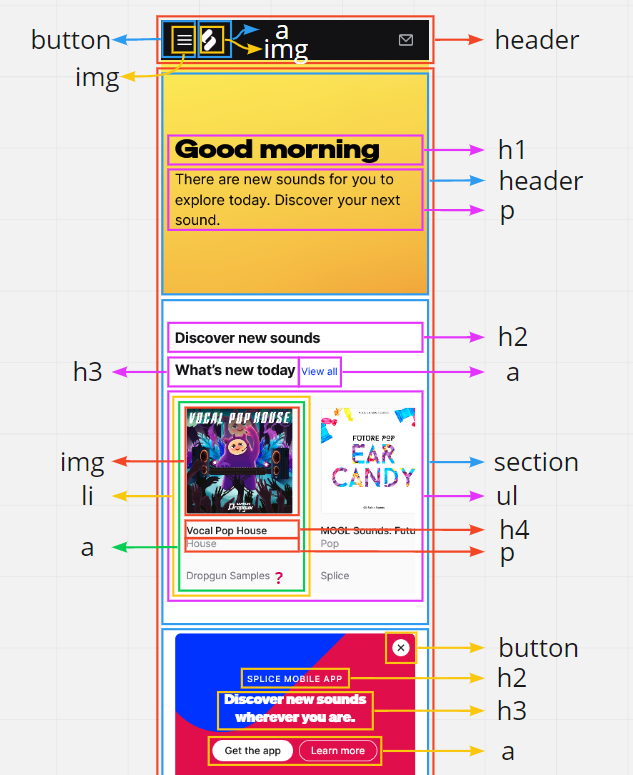 button
a
img
img
header
Good morning
h1
There are new sounds for you to
explore today. Discover your next
sound.
header
p
Discover new sounds
h2
h3
What's new today
View all
a
VOCAL POP HOUSE
FUTURE POP
EAR
CANDY
img
section
li
ul
Vocal Pop House
MOGL Sounds: Futu
h4
House
Pop
p
a
Dropgun Samples
?
Splice
button
SPLICE MOBILE APP
h2
Discover new sounds
wherever you are.
h3
Get the app
Learn more
a